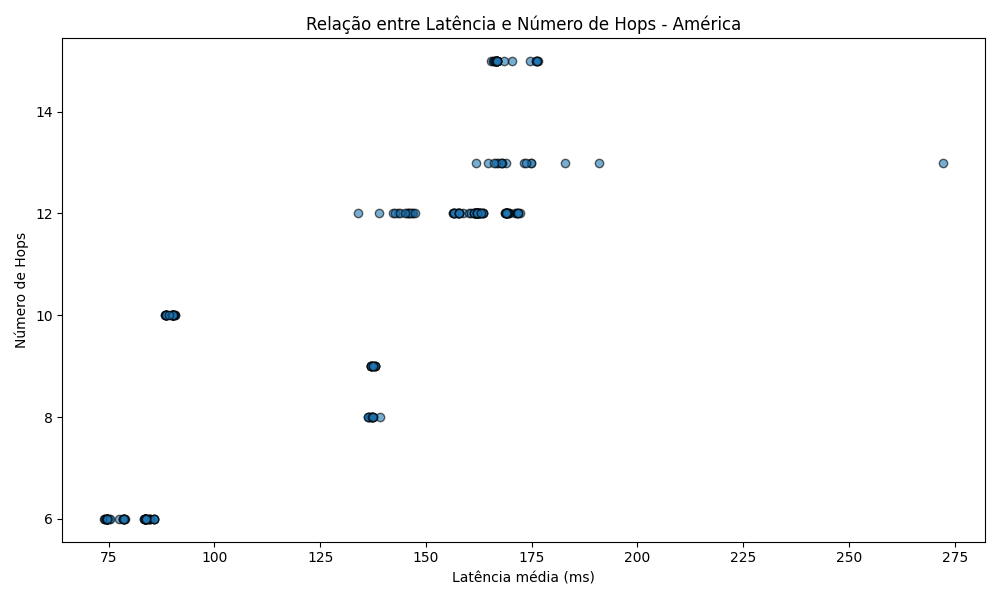 Relação entre Latência e Número de Hops - América
Número de Hops
14
12
10
8
6
75 100 125 150 175 200 225 250 275
Latência média (ms)